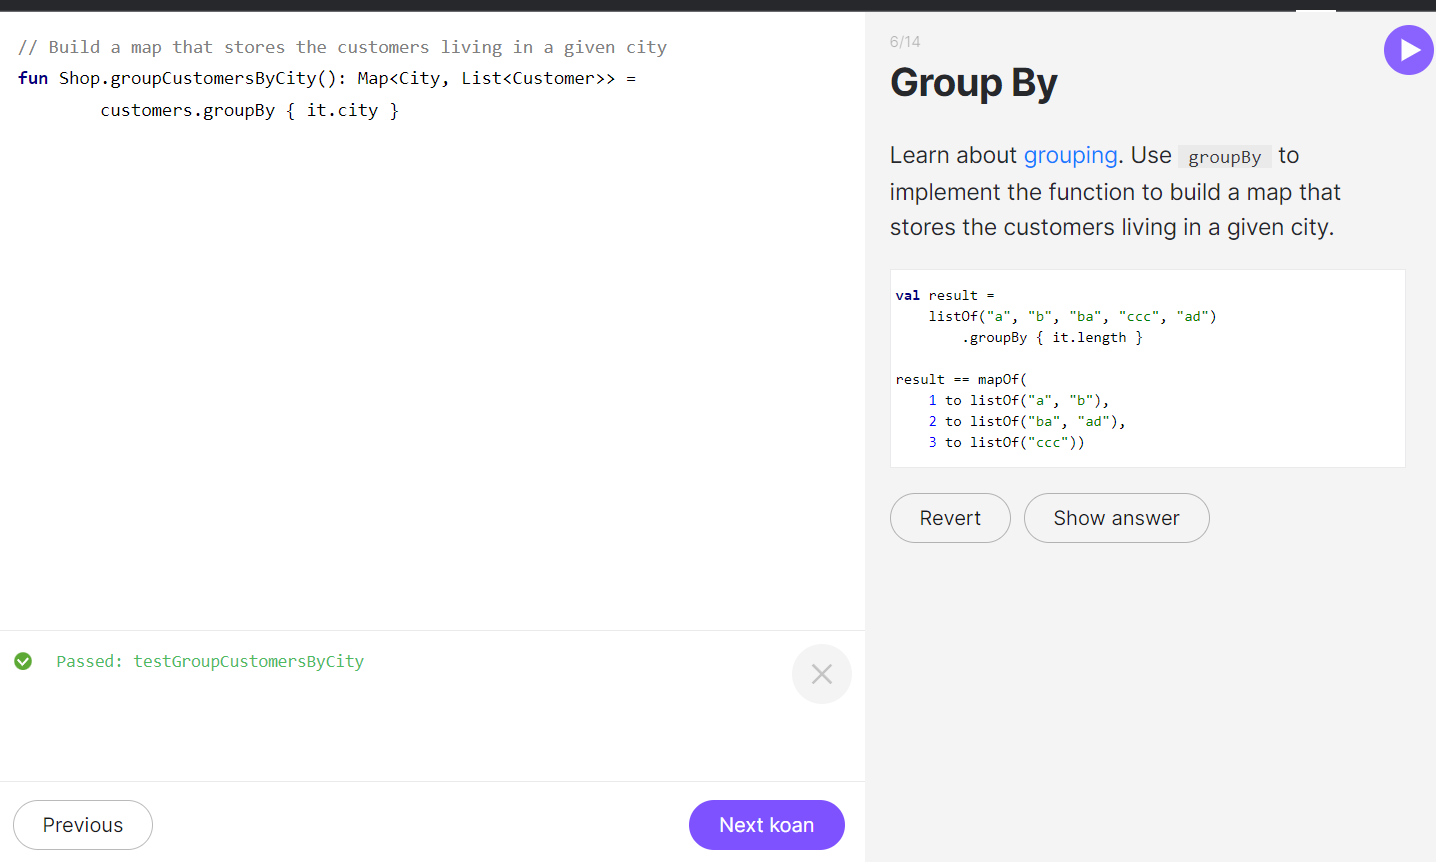 // Build a map that stores the customers living in a given city
fun Shop.groupCustomersByCity(): Map<City, List<Customer>> =
        customers.groupBy { it.city }
Passed: testGroupCustomersByCity
Previous
Next koan
6/14
Group By
Learn about grouping. Use groupBy to
implement the function to build a map that
stores the customers living in a given city.
val result =
    listOf("a", "b", "ba", "ccc", "ad")
        .groupBy { it.length }
result == mapOf(
    1 to listOf("a", "b"),
    2 to listOf("ba", "ad"),
    3 to listOf("ccc"))
Revert
Show answer